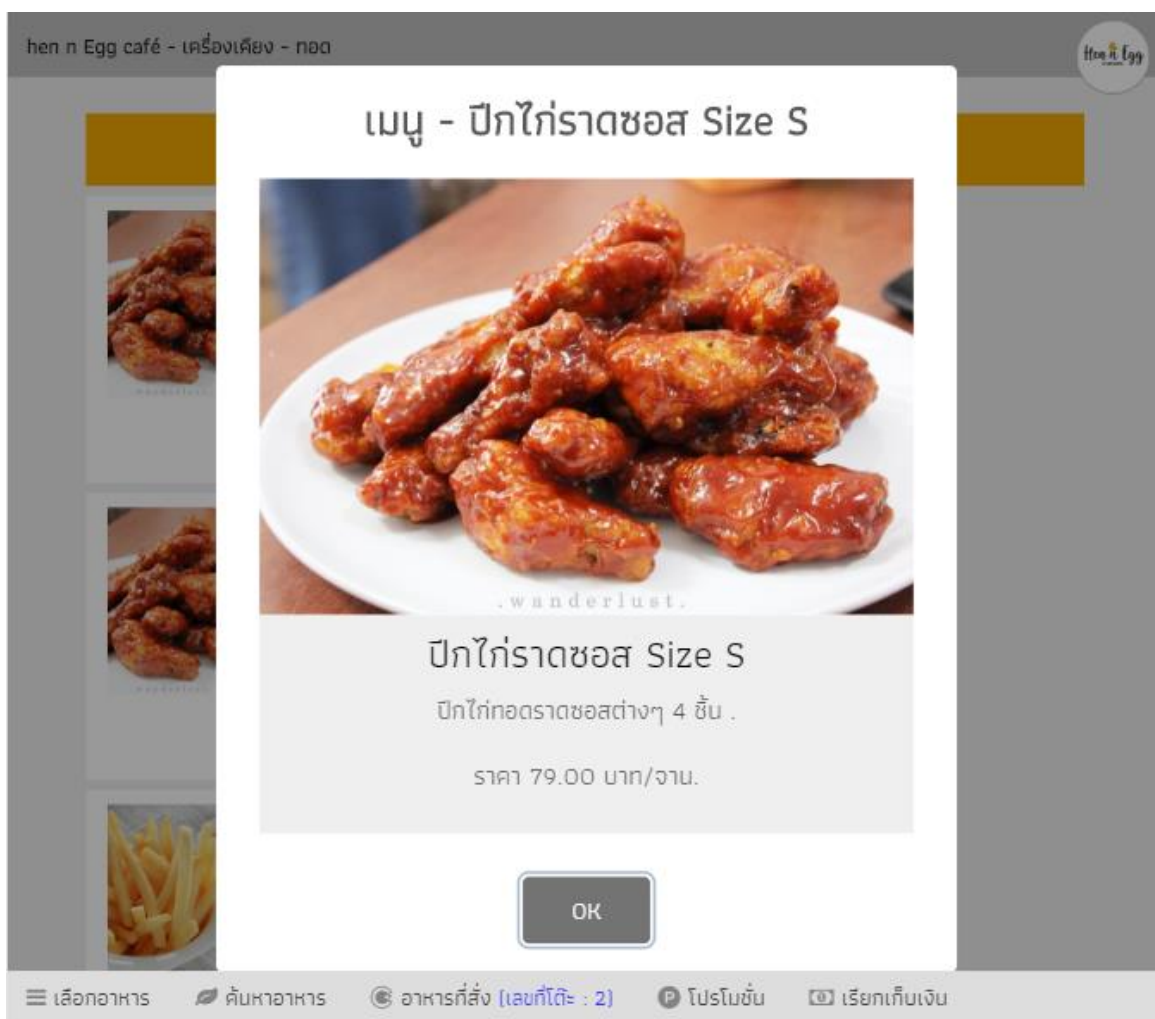 hen n Egg café - เครื่องเคียง - ทอด
Hen n Egg
เมนู - ปีกไก่ราดซอส Size S
.wanderlust.
ปีกไก่ราดซอส Size S
ปีกไก่ทอดราดซอสต่างๆ 4 ชิ้น .
ราคา 79.00 บาท/จาน.
OK
เลือกอาหาร ค้นหาอาหาร อาหารที่สั่ง (เลขที่โต๊ะ : 2) โปรโมชั่น เรียกเก็บเงิน